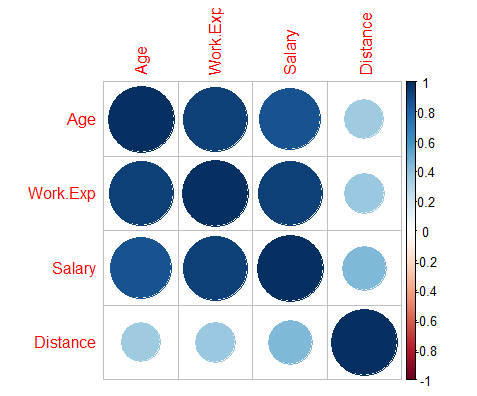 Age
Work.Exp
Salary
Distance
Age
Work.Exp
Salary
Distance
1
0.8
0.6
0.4
0.2
0
-0.2
-0.4
-0.6
-0.8
-1